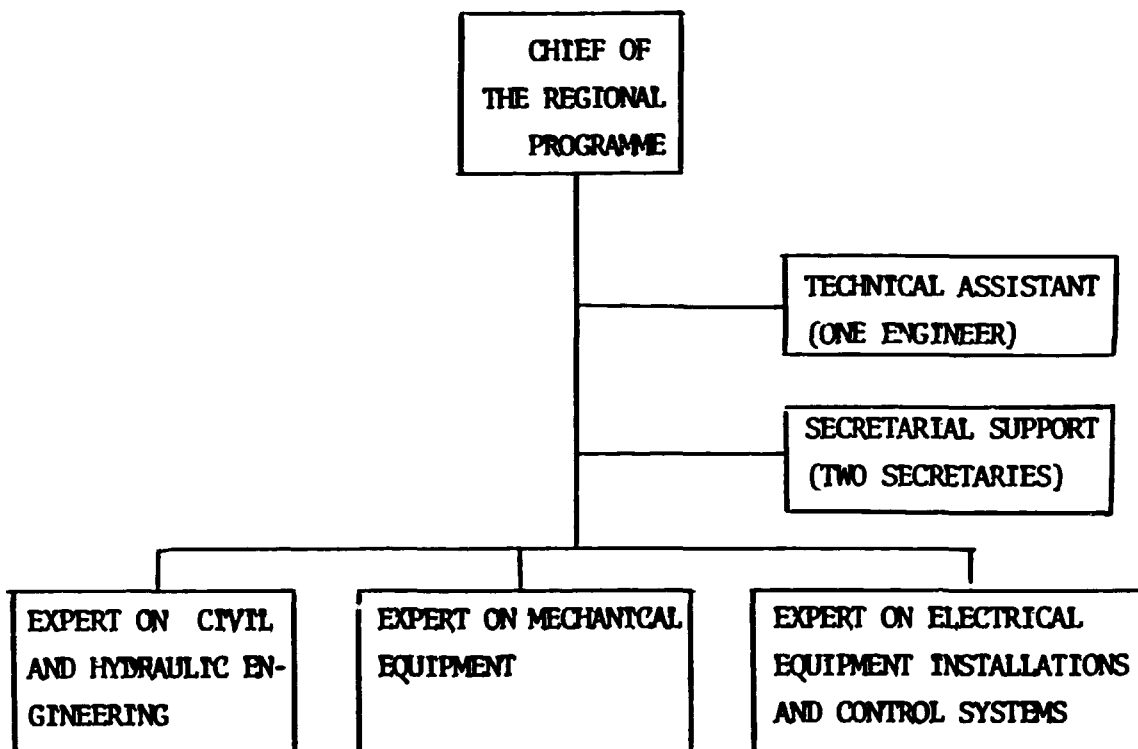 CHIEF OF
THE REGIONAL
PROGRAMME
TECHNICAL ASSISTANT
(ONE ENGINEER)
SECRETARIAL SUPPORT
(TWO SECRETARIES)
EXPERT ON CIVIL
AND HYDRAULIC EN-
GINEERING
EXPERT ON MECHANICAL
EQUIPMENT
EXPERT ON ELECTRICAL
EQUIPMENT INSTALLATIONS
AND CONTROL SYSTEMS